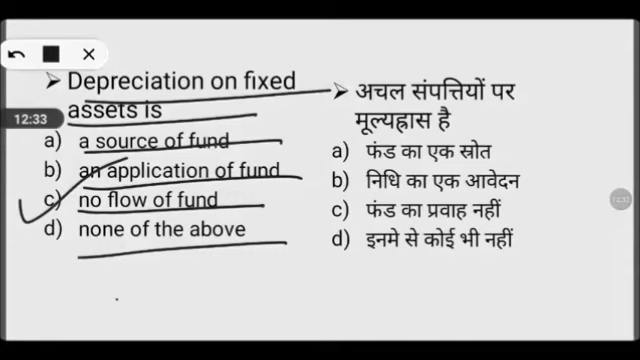 ➤ Depreciation on fixed
assets is
12:33
a) a source of fund
b) an application of fund
c) no flow of fund
d) none of the above
➤ अचल संपत्तियों पर
मूल्यह्रास है
a) फंड का एक स्रोत
b) निधि का एक आवेदन
c) फंड का प्रवाह नहीं
d) इनमे से कोई भी नहीं